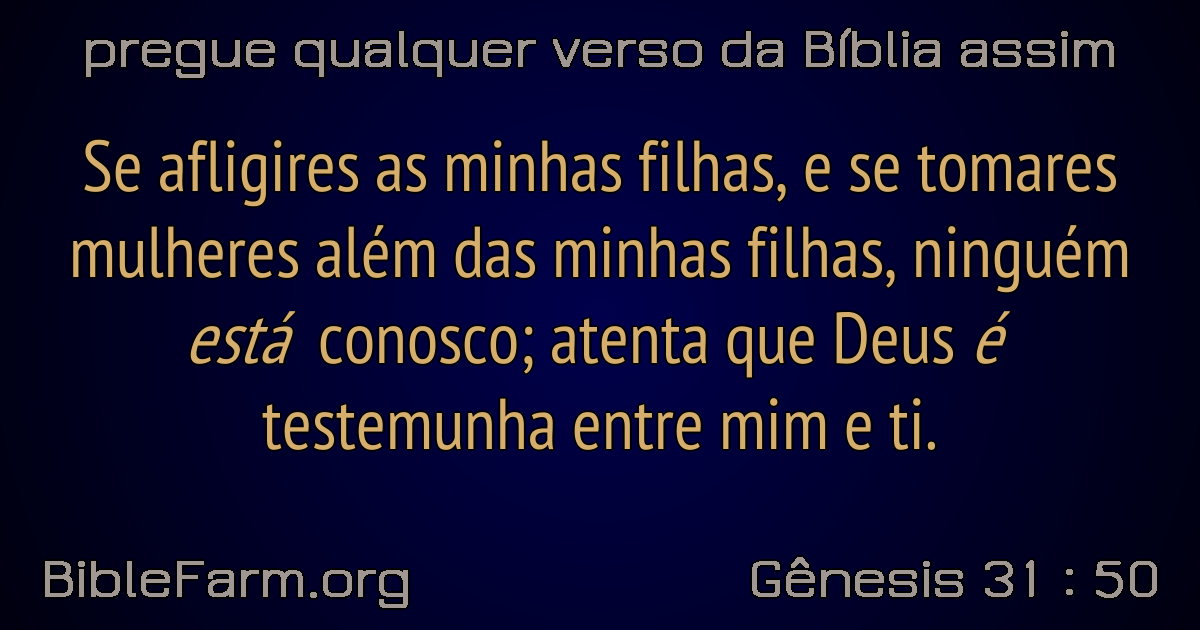 pregue qualquer verso da Bíblia assim
Se afligires as minhas filhas, e se tomares
mulheres além das minhas filhas, ninguém
está conosco; atenta que Deus é
testemunha entre mim e ti.
BibleFarm.org
Gênesis 31 : 50